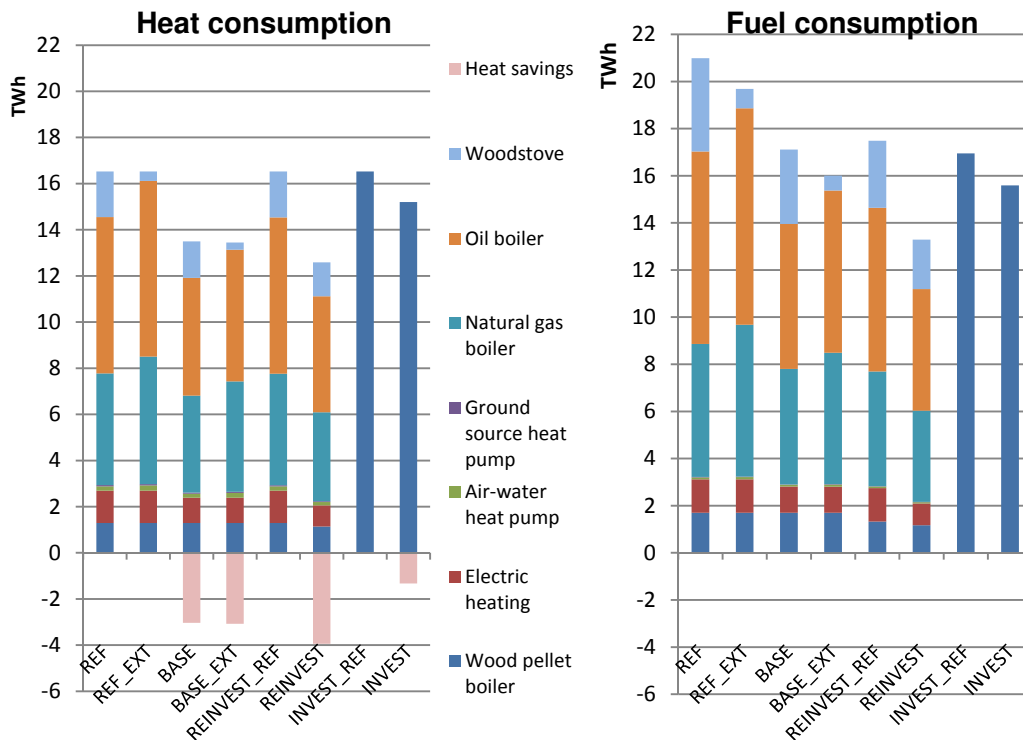 Heat consumption
TWh
22
20
18
16
14
12
10
8
6
4
2
0
-2
-4
-6
REF
REF_EXT
BASE
BASE_EXT
REINVEST_REF
REINVEST
INVEST_REF
INVEST
Heat savings
Woodstove
Oil boiler
Natural gas
boiler
Ground
source heat
pump
Air-water
heat pump
Electric
heating
Wood pellet
boiler
Fuel consumption
TWh
22
20
18
16
14
12
10
8
6
4
2
0
-2
-4
-6
REF
REF_EXT
BASE
BASE_EXT
REINVEST_REF
REINVEST
INVEST_REF
INVEST